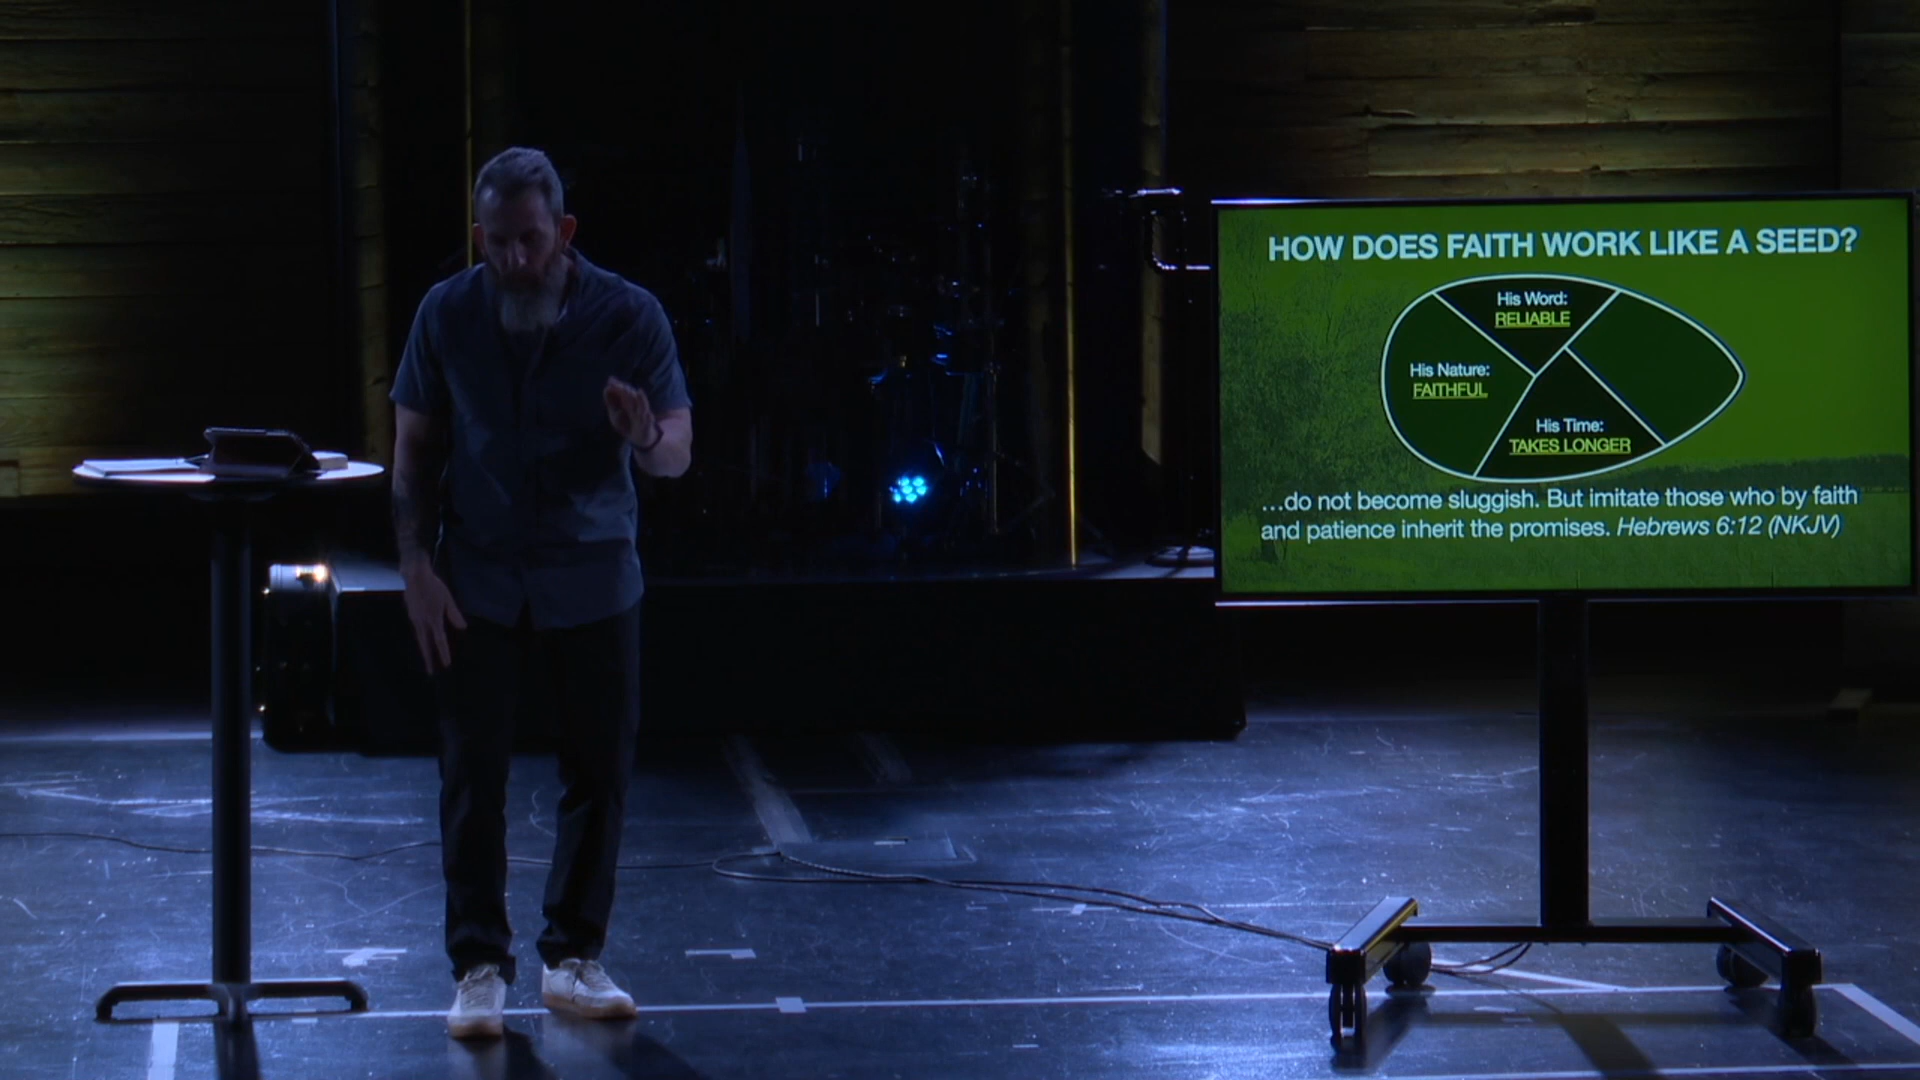 HOW DOES FAITH WORK LIKE A SEED?
His Word:
RELIABLE
His Nature:
FAITHFUL
His Time:
TAKES LONGER
...do not become sluggish. But imitate those who by faith
and patience inherit the promises. Hebrews 6:12 (NKJV)